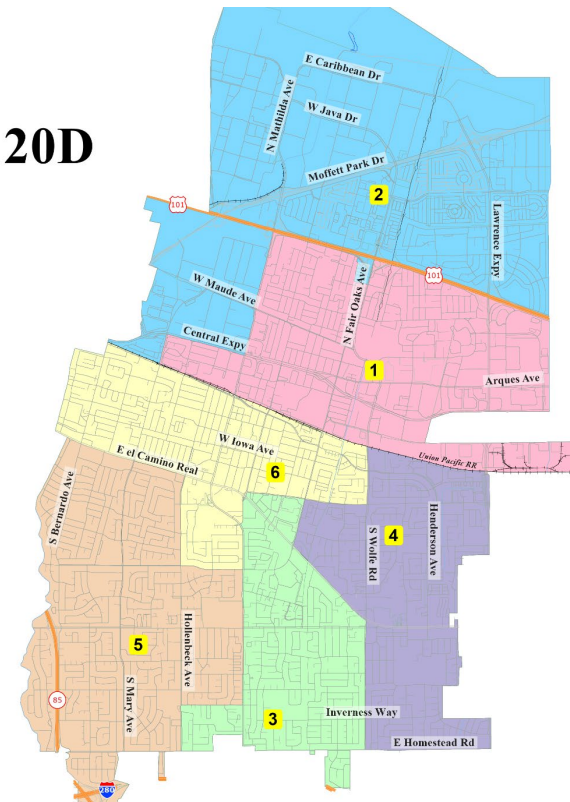 20D
E Caribbean Dr
N Mathilda Ave
W Java Dr
Moffett Park Dr
2
Lawrence Expy
101
101
W Maude Ave
N Fair Oaks Ave
Central Expy
1
Arques Ave
W Iowa Ave
E el Camino Real
Union Pacific RR
6
S Bernardo Ave
S Wolfe Rd
Henderson Ave
4
Hollenbeck Ave
5
S Mary Ave
85
3
Inverness Way
E Homestead Rd
280